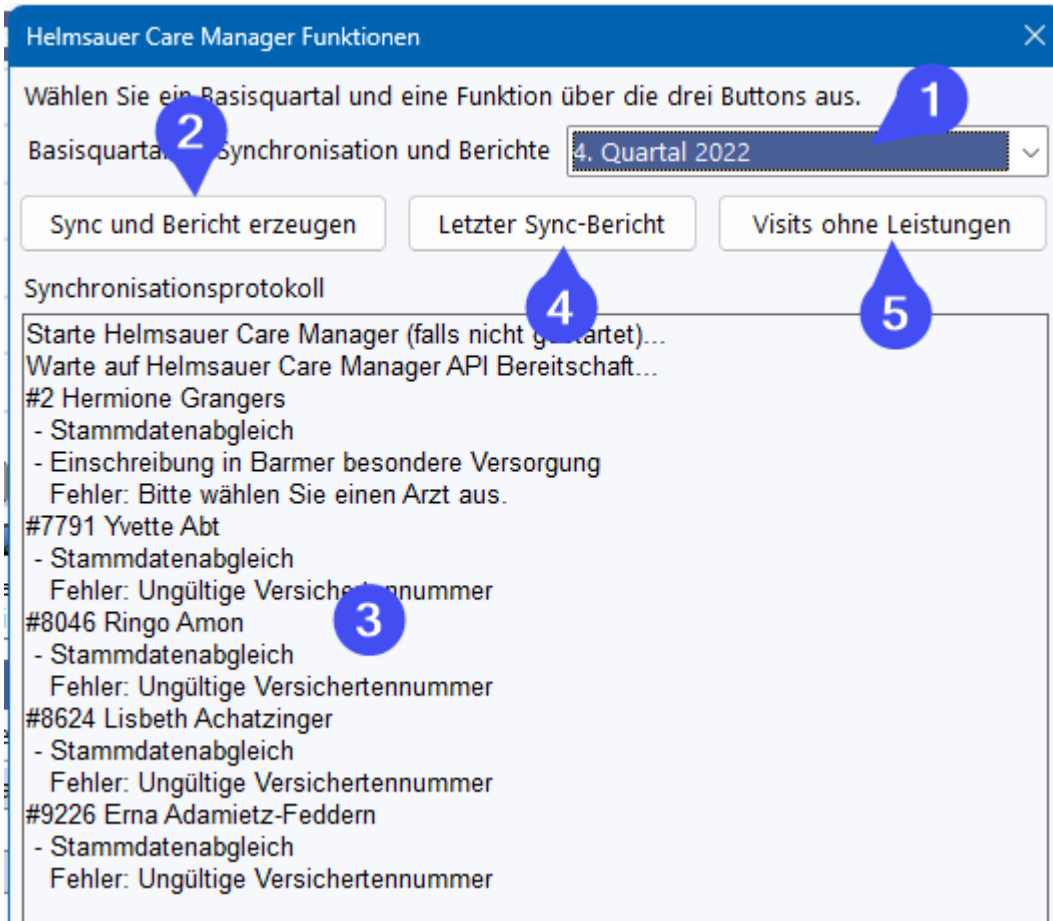 Helmsauer Care Manager Funktionen
Wählen Sie ein Basisquartal und eine Funktion über die drei Buttons aus.
1
2
Basisquartal Synchronisation und Berichte 4. Quartal 2022
Sync und Bericht erzeugen Letzter Sync-Bericht Visits ohne Leistungen
4
5
Synchronisationsprotokoll
Starte Helmsauer Care Manager (falls nicht gestartet)...
Warte auf Helmsauer Care Manager API Bereitschaft...
#2 Hermione Grangers
- Stammdatenabgleich
- Einschreibung in Barmer besondere Versorgung
Fehler: Bitte wählen Sie einen Arzt aus.
#7791 Yvette Abt
- Stammdatenabgleich
Fehler: Ungültige Versichertennummer
3
#8046 Ringo Amon
- Stammdatenabgleich
Fehler: Ungültige Versichertennummer
#8624 Lisbeth Achatzinger
- Stammdatenabgleich
Fehler: Ungültige Versichertennummer
#9226 Erna Adamietz-Feddern
- Stammdatenabgleich
Fehler: Ungültige Versichertennummer